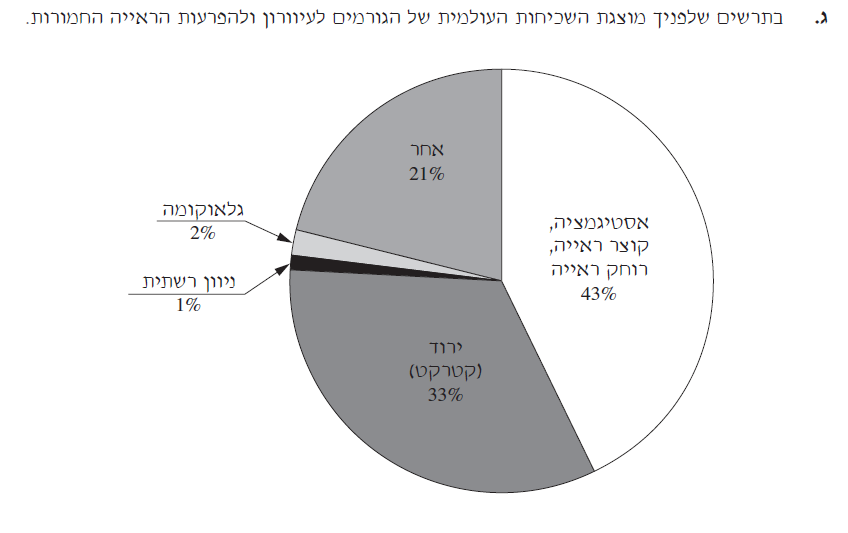 ג. בתרשים שלפניך מוצגת השכיחות העולמית של הגורמים לעיוורון ולהפרעות הראייה החמורות.
אחר
21%
גלאוקומה
2%
ניוון רשתית
1%
אסטיגמציה,
קוצר ראייה,
רוחק ראייה
43%
ירוד
(קטרקט)
33%